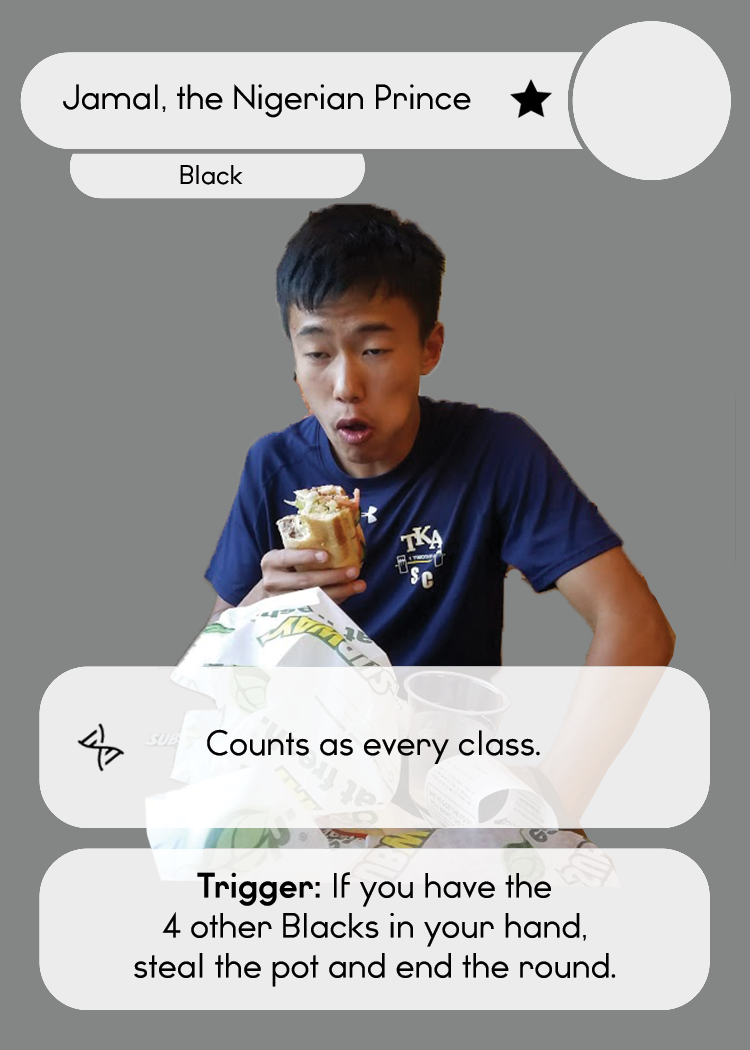 Jamal, the Nigerian Prince
Black
TKA
SC
SUBWAY
SUB
Counts as every class.
Trigger: If you have the
4 other Blacks in your hand,
steal the pot and end the round.